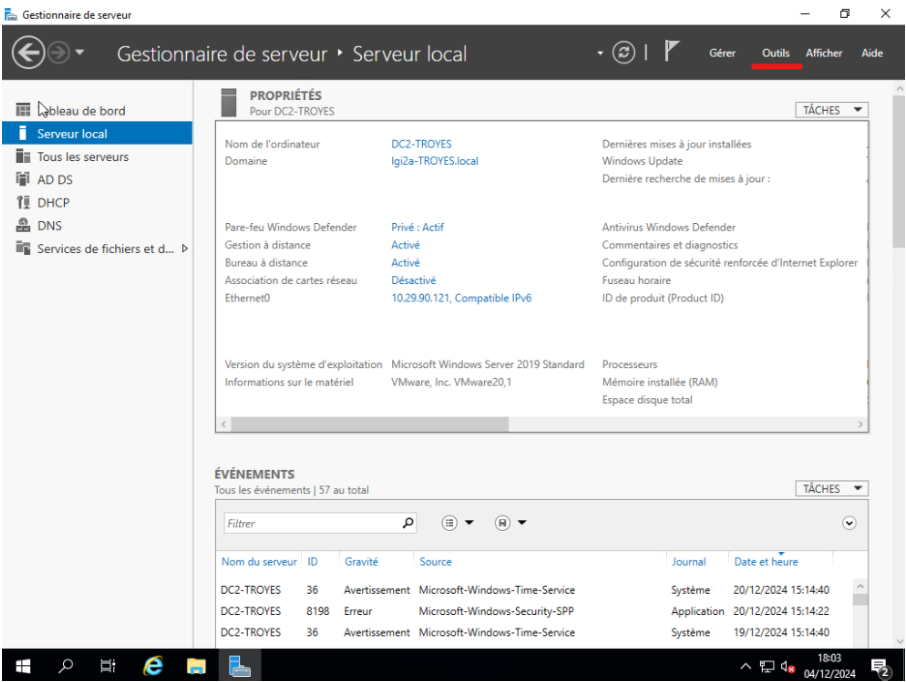 Gestionnaire de serveur
Gestionnaire de serveur • Serveur local
Gérer Outils Afficher Aide
Tableau de bord
Serveur local
Tous les serveurs
AD DS
DHCP
DNS
Services de fichiers et d...
PROPRIÉTÉS
Pour DC2-TROYES
TÂCHES
Nom de l'ordinateur DC2-TROYES Dernières mises à jour installées
Domaine lgi2a-TROYES.local Windows Update
Dernière recherche de mises à jour :
Pare-feu Windows Defender Privé : Actif Antivirus Windows Defender
Gestion à distance Activé Commentaires et diagnostics
Bureau à distance Activé Configuration de sécurité renforcée d'Internet Explorer
Association de cartes réseau Désactivé Fuseau horaire
Ethernet0 10.29.90.121, Compatible IPv6 ID de produit (Product ID)
Version du système d'exploitation Microsoft Windows Server 2019 Standard Processeurs
Informations sur le matériel VMware, Inc. VMware20,1 Mémoire installée (RAM)
Espace disque total
ÉVÉNEMENTS
Tous les événements | 57 au total
TÂCHES
Filtrer
Nom du serveur ID Gravité Source Journal Date et heure
DC2-TROYES 36 Avertissement Microsoft-Windows-Time-Service Système 20/12/2024 15:14:40
DC2-TROYES 8198 Erreur Microsoft-Windows-Security-SPP Application 20/12/2024 15:14:22
DC2-TROYES 36 Avertissement Microsoft-Windows-Time-Service Système 19/12/2024 15:14:40
18:03
04/12/2024
2